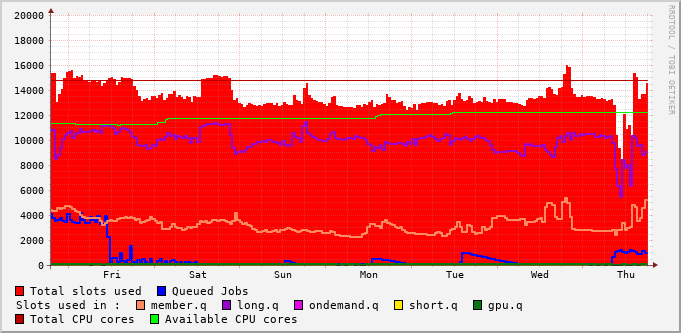 20000
18000
16000
14000
12000
10000
8000
6000
4000
2000
0
Fri Sat Sun Mon Tue Wed Thu
RRDTOOL / TOBI OETIKER
Total slots used Queued Jobs
Slots used in : member.q long.q ondemand.q short.q gpu.q
Total CPU cores Available CPU cores